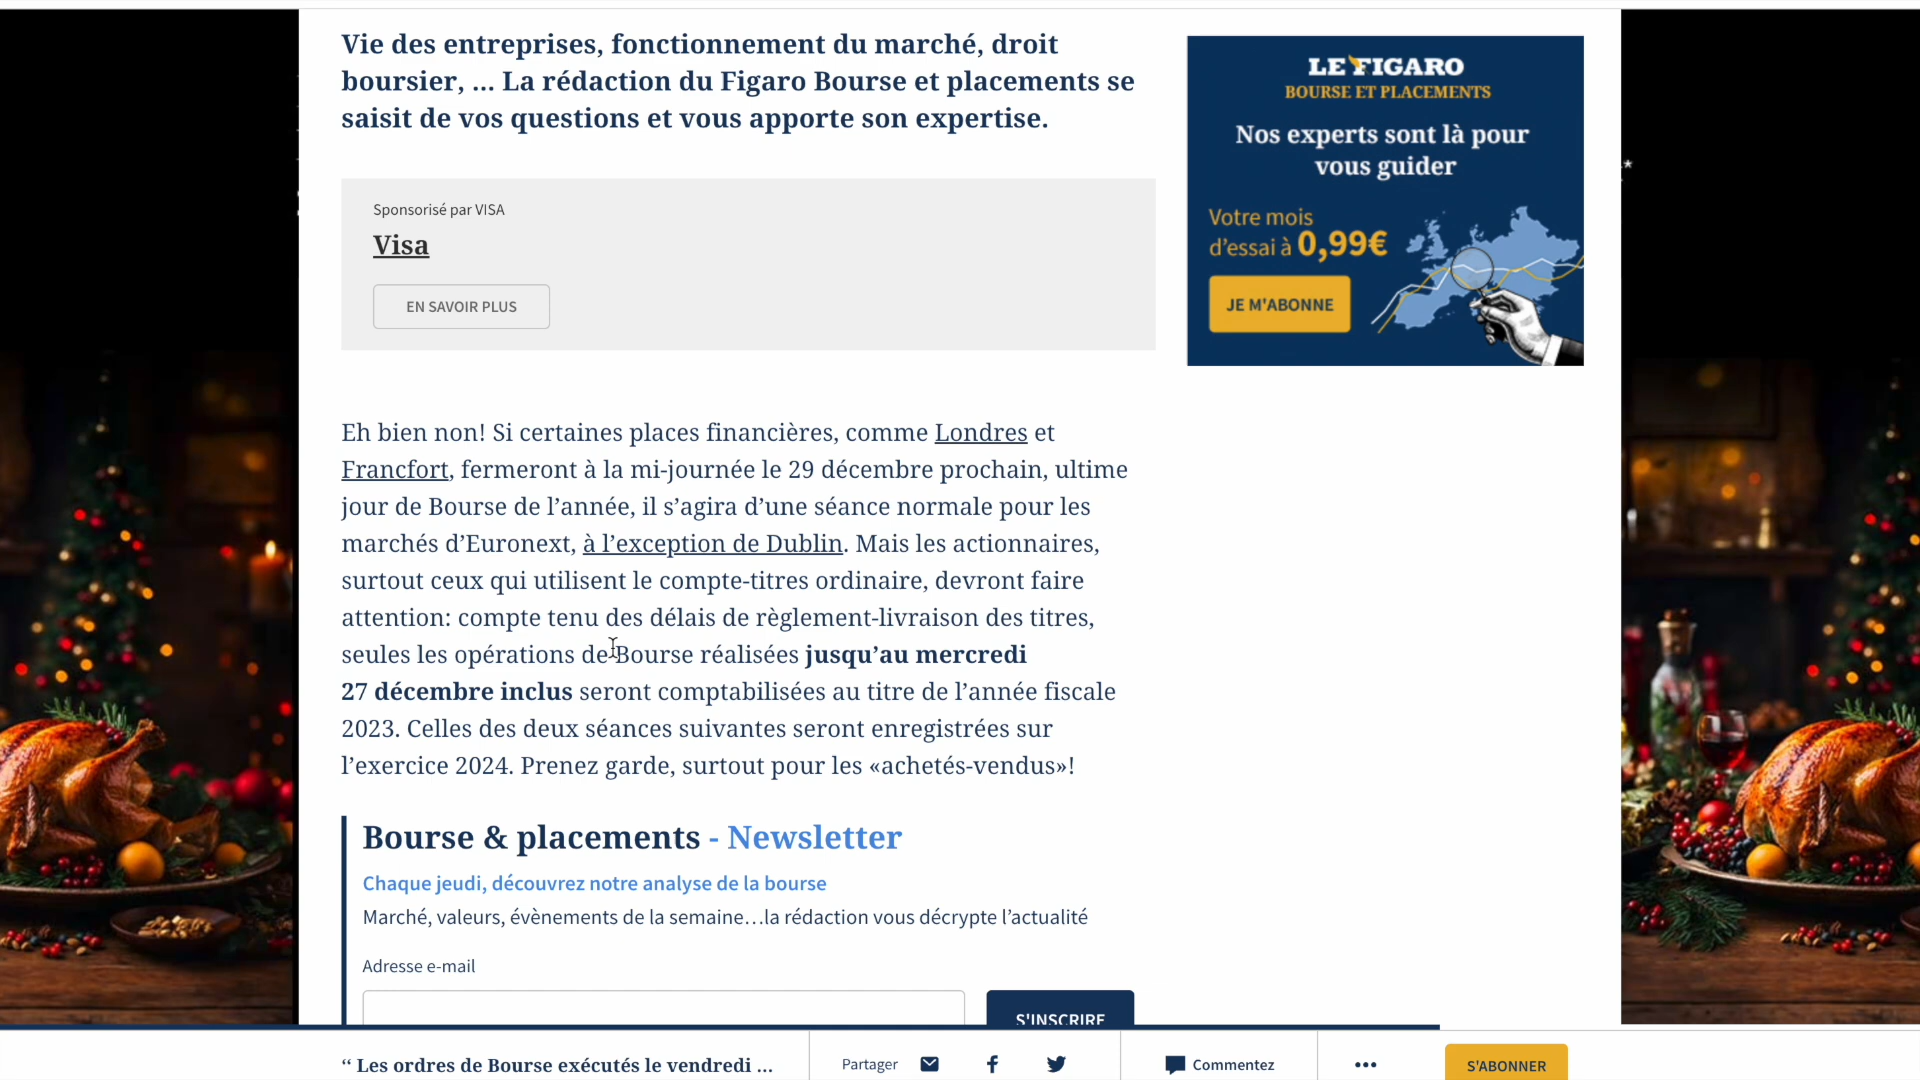 Vie des entreprises, fonctionnement du marché, droit
boursier, ... La rédaction du Figaro Bourse et placements se
saisit de vos questions et vous apporte son expertise.
Sponsorisé par VISA
Visa
EN SAVOIR PLUS
LE FIGARO
BOURSE ET PLACEMENTS
Nos experts sont là pour
vous guider
Votre mois
d'essai à 0,99€
JE M'ABONNE
*
Eh bien non! Si certaines places financières, comme Londres et
Francfort, fermeront à la mi-journée le 29 décembre prochain, ultime
jour de Bourse de l’année, il s’agira d’une séance normale pour les
marchés d’Euronext, à l’exception de Dublin. Mais les actionnaires,
surtout ceux qui utilisent le compte-titres ordinaire, devront faire
attention: compte tenu des délais de règlement-livraison des titres,
seules les opérations de Bourse réalisées jusqu’au mercredi
27 décembre inclus seront comptabilisées au titre de l’année fiscale
2023. Celles des deux séances suivantes seront enregistrées sur
l’exercice 2024. Prenez garde, surtout pour les «achetés-vendus»!
Bourse & placements - Newsletter
Chaque jeudi, découvrez notre analyse de la bourse
Marché, valeurs, évènements de la semaine…la rédaction vous décrypte l’actualité
Adresse e-mail
S'INSCRIRE
“ Les ordres de Bourse exécutés le vendredi ...
Partager
Commentez
S'ABONNER